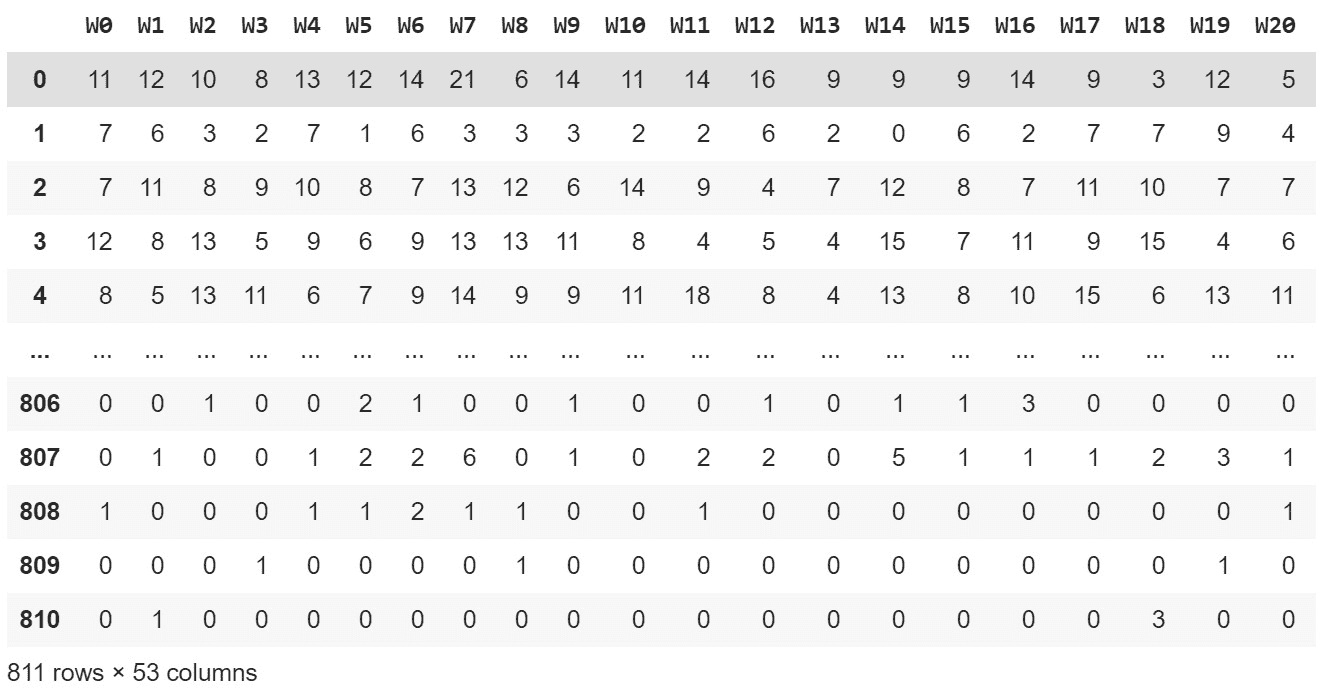 W0 W1 W2 W3 W4 W5 W6 W7 W8 W9 W10 W11 W12 W13 W14 W15 W16 W17 W18 W19 W20
0 11 12 10 8 13 12 14 21 6 14 11 14 16 9 9 9 14 9 3 12 5
1 7 6 3 2 7 1 6 3 3 3 2 2 6 2 0 6 2 7 7 9 4
2 7 11 8 9 10 8 7 13 12 6 14 9 4 7 12 8 7 11 10 7 7
3 12 8 13 5 9 6 9 13 13 11 8 4 5 4 15 7 11 9 15 4 6
4 8 5 13 11 6 7 9 14 9 9 11 18 8 4 13 8 10 15 6 13 11
... ... ... ... ... ... ... ... ... ... ... ... ... ... ... ... ... ... ... ... ... ...
806 0 0 1 0 0 2 1 0 0 1 0 0 1 0 1 1 3 0 0 0 0
807 0 1 0 0 1 2 2 6 0 1 0 2 2 0 5 1 1 1 2 3 1
808 1 0 0 0 1 1 2 1 1 0 0 1 0 0 0 0 0 0 0 0 1
809 0 0 0 1 0 0 0 0 1 0 0 0 0 0 0 0 0 0 0 1 0
810 0 1 0 0 0 0 0 0 0 0 0 0 0 0 0 0 0 0 3 0 0
811 rows × 53 columns